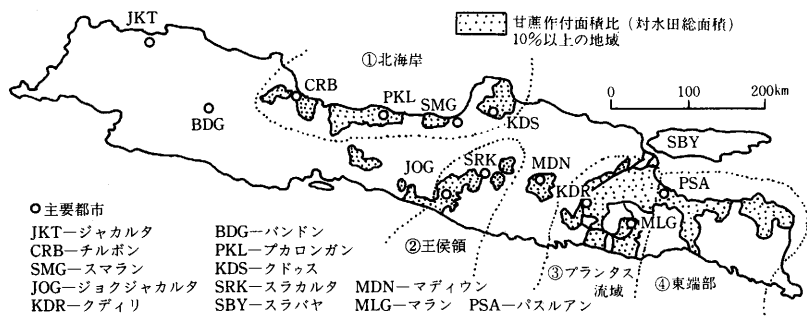 JKT
甘蔗作付面積比（対水田総面積）
10％以上の地域
①北海岸
0 100 200km
CRB
PKL
SMG
KDS
BDG
SBY
JOG
SRK
MDN
KDR
PSA
MLG
②王侯領
③ブランタス
流域
④東端部
○主要都市
JKT―ジャカルタ BDG―バンドン
CRB―チルボン PKL―プカロンガン
SMG―スマラン KDS―クドゥス
JOG―ジョクジャカルタ SRK―スラカルタ MDN―マディウン
KDR―クディリ SBY―スラバヤ MLG―マラン PSA―パスルアン